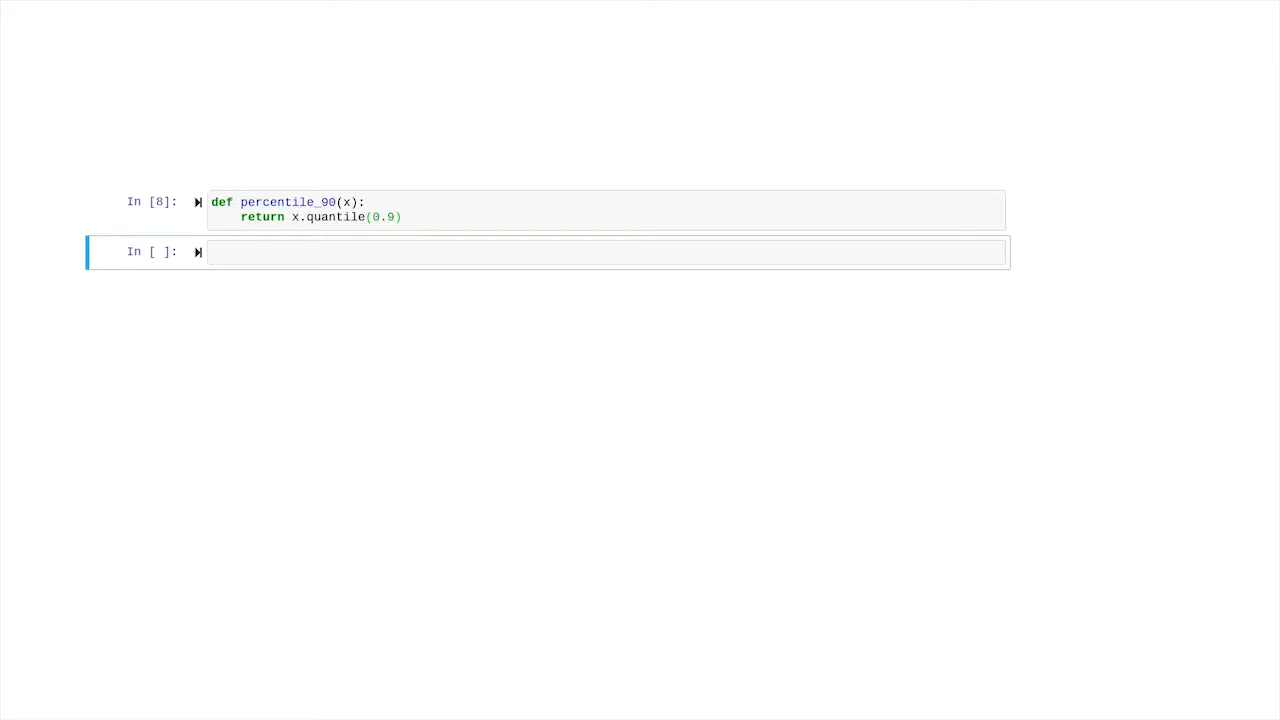 In [8]: def percentile_90(x):
    return x.quantile(0.9)
In [ ]: